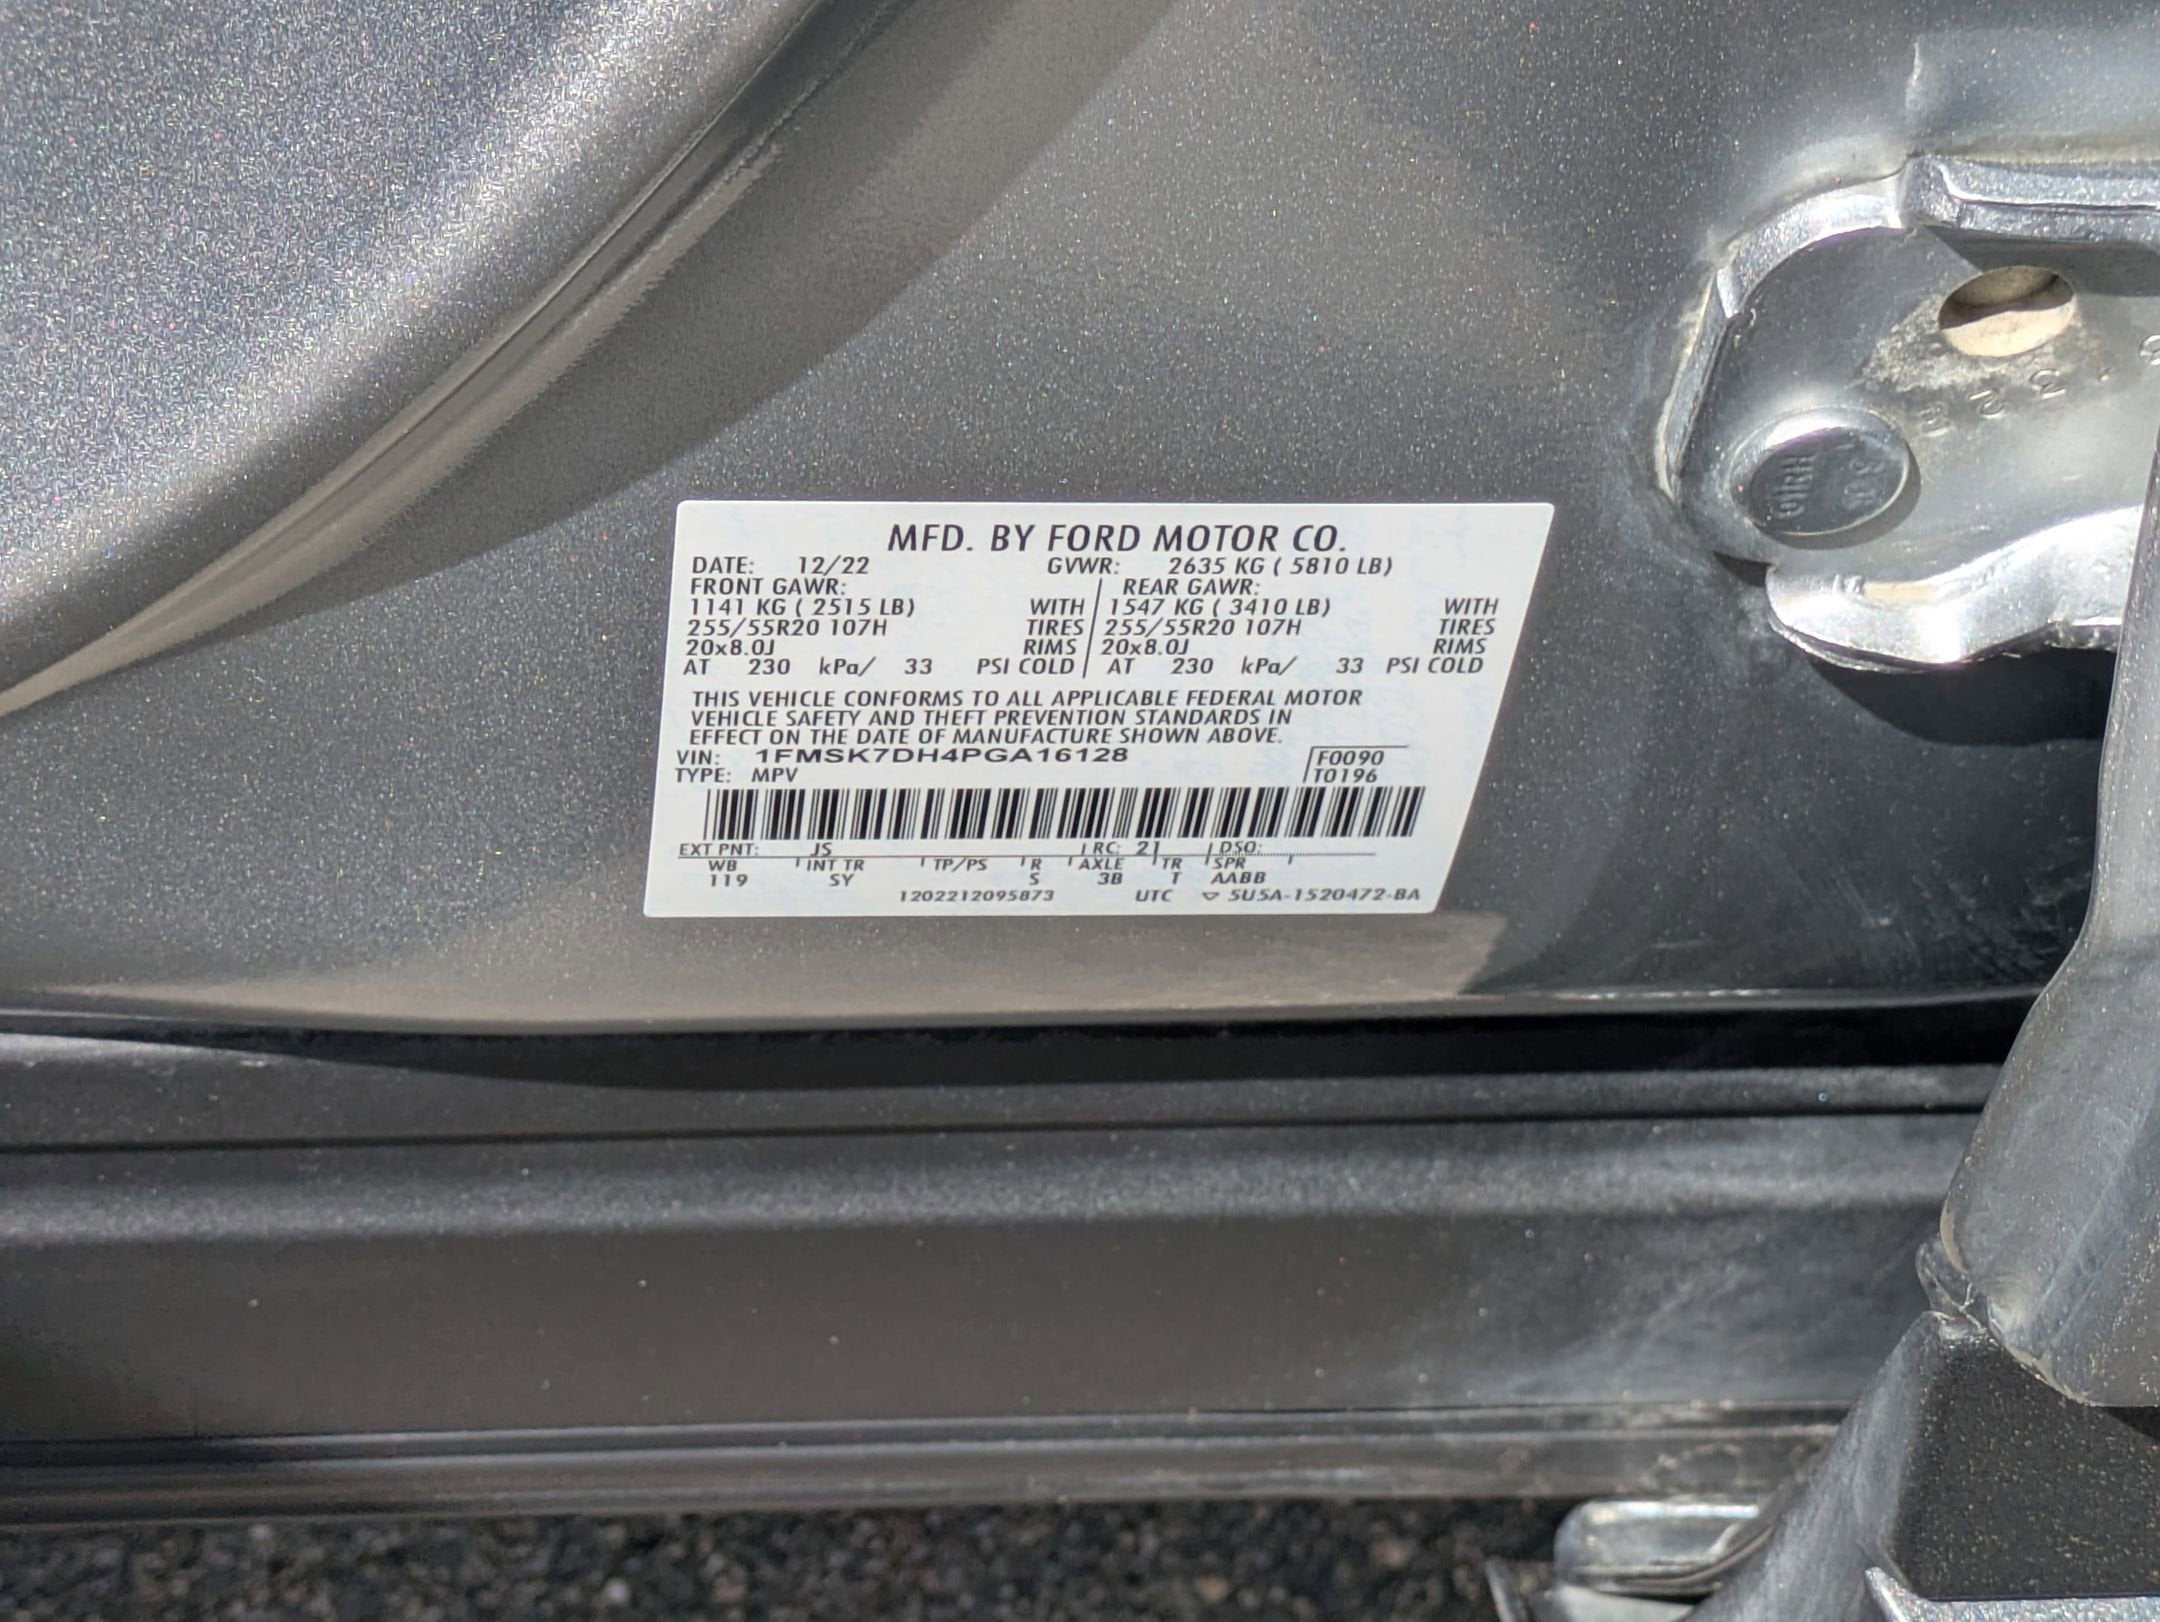 MFD. BY FORD MOTOR CO.
DATE: 12/22 GVWR: 2635 KG ( 5810 LB)
FRONT GAWR: REAR GAWR:
1141 KG ( 2515 LB) WITH 1547 KG ( 3410 LB) WITH
255/55R20 107H TIRES 255/55R20 107H TIRES
20x8.0J RIMS 20x8.0J RIMS
AT 230 kPa/ 33 PSI COLD AT 230 kPa/ 33 PSI COLD
THIS VEHICLE CONFORMS TO ALL APPLICABLE FEDERAL MOTOR
VEHICLE SAFETY AND THEFT PREVENTION STANDARDS IN
EFFECT ON THE DATE OF MANUFACTURE SHOWN ABOVE.
VIN: 1FMSK7DH4PGA16128 F0090
TYPE: MPV T0196
EXT PNT: JS RC: 21 DSO:
WB INT TR TP/PS R AXLE TR SPR
119 SY S 3B T AABB
1202212095873 UTC 5U5A-1520472-BA